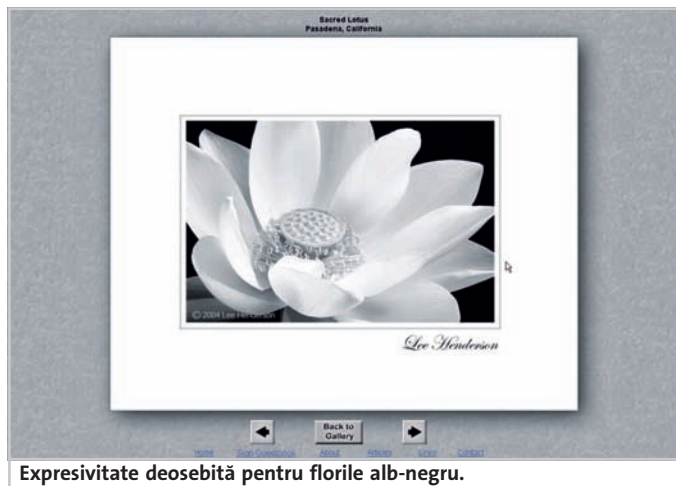 Sacred Lotus
Pasadena, California
© 2004 Lee Henderson
Lee Henderson
Back to
Gallery
Home Sign Guestbook About Articles Links Contact
Expresivitate deosebită pentru florile alb-negru.